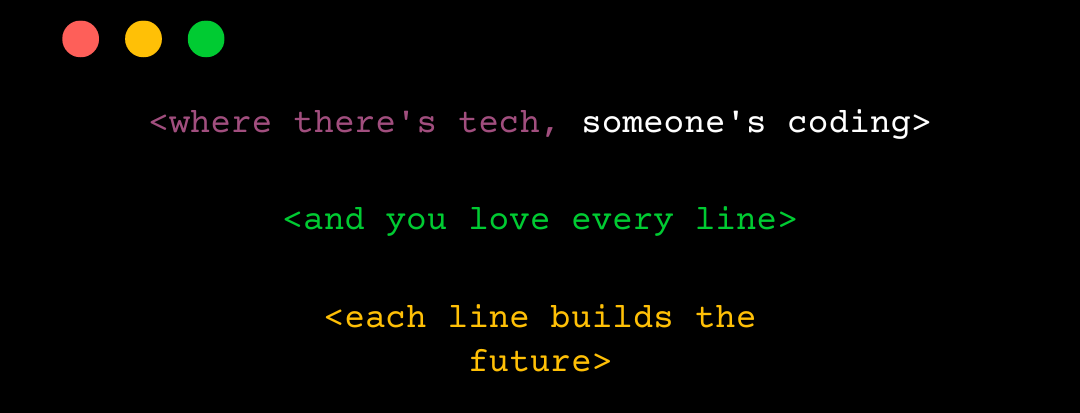 <where there's tech, someone's coding>
<and you love every line>
<each line builds the
future>